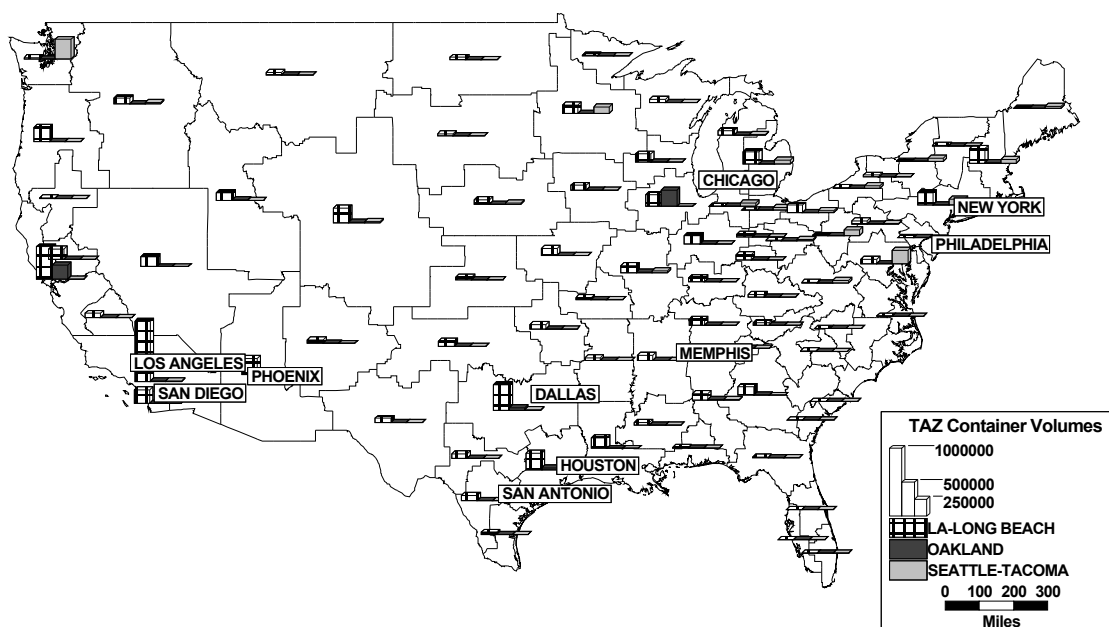 CHICAGO
NEW YORK
PHILADELPHIA
LOS ANGELES
PHOENIX
MEMPHIS
SAN DIEGO
DALLAS
HOUSTON
SAN ANTONIO
TAZ Container Volumes
1000000
500000
250000
LA-LONG BEACH
OAKLAND
SEATTLE-TACOMA
0 100 200 300
Miles